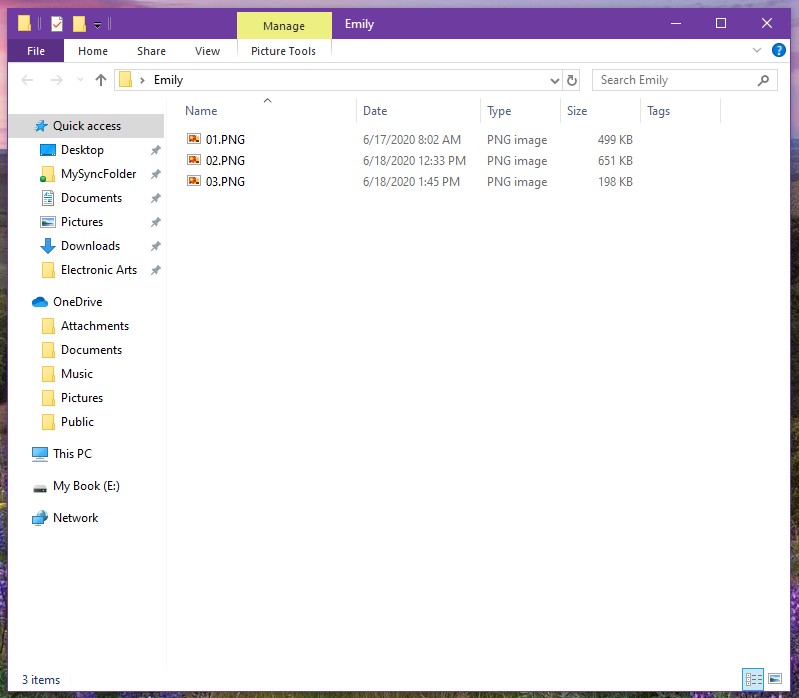 Manage
Emily
File
Home
Share
View
Picture Tools
?
Emily
Search Emily
Name
Date
Type
Size
Tags
01.PNG 6/17/2020 8:02 AM PNG image 499 KB
02.PNG 6/18/2020 12:33 PM PNG image 651 KB
03.PNG 6/18/2020 1:45 PM PNG image 198 KB
Quick access
Desktop
MySyncFolder
Documents
Pictures
Downloads
Electronic Arts
OneDrive
Attachments
Documents
Music
Pictures
Public
This PC
My Book (E:)
Network
3 items